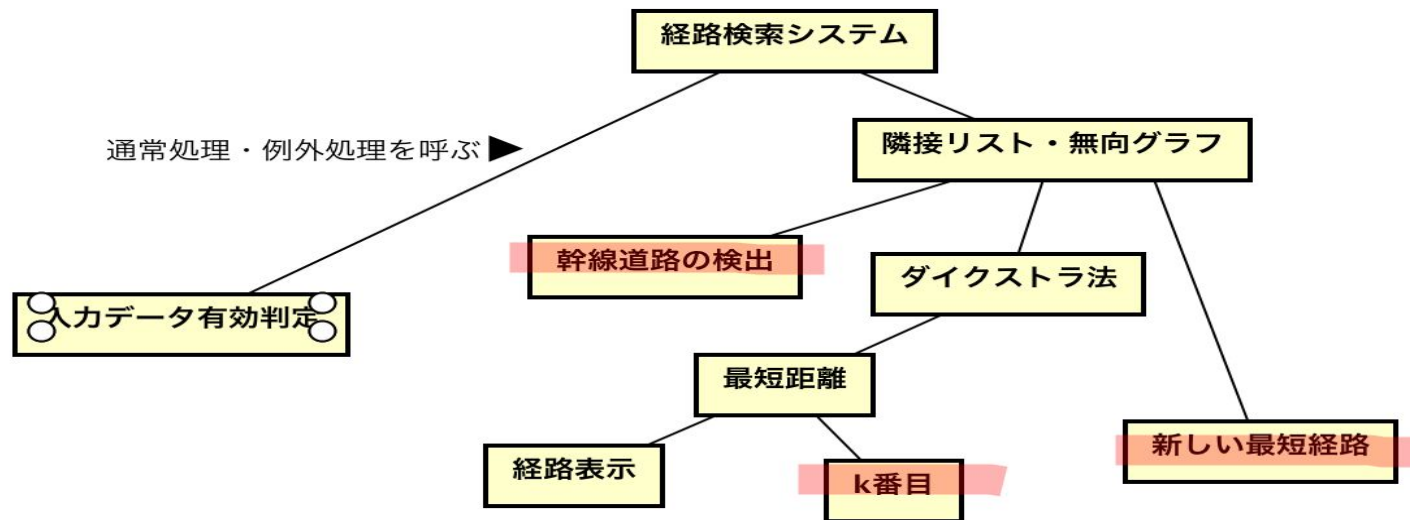 経路検索システム
通常処理・例外処理を呼ぶ
隣接リスト・無向グラフ
幹線道路の検出
ダイクストラ法
入力データ有効判定
最短距離
新しい最短経路
経路表示
k番目